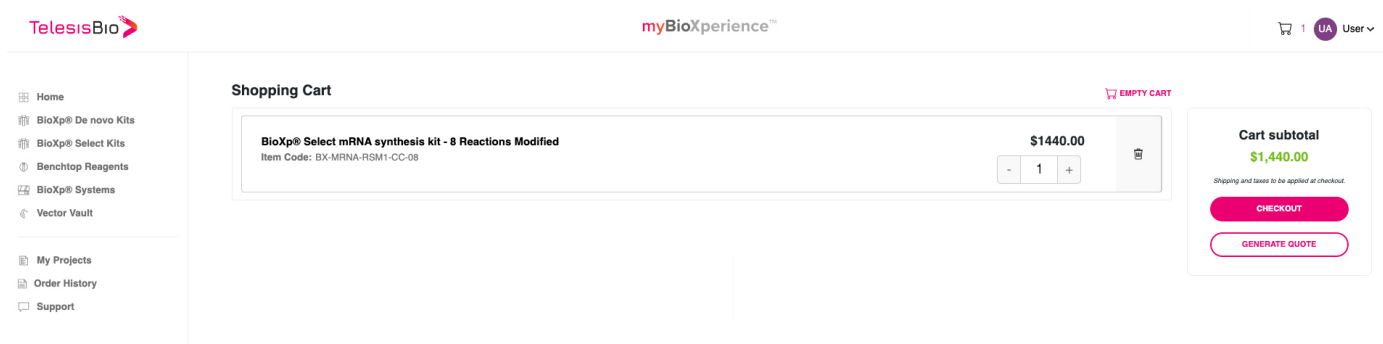 TelesisBio
myBioXperience™
1 UA User
Home
BioXp® De novo Kits
BioXp® Select Kits
Benchtop Reagents
BioXp® Systems
Vector Vault
My Projects
Order History
Support
Shopping Cart
EMPTY CART
BioXp® Select mRNA synthesis kit - 8 Reactions Modified
Item Code: BX-MRNA-RSM1-CC-08
$1440.00
- 1 +
Cart subtotal
$1,440.00
Shipping and taxes to be applied at checkout.
CHECKOUT
GENERATE QUOTE